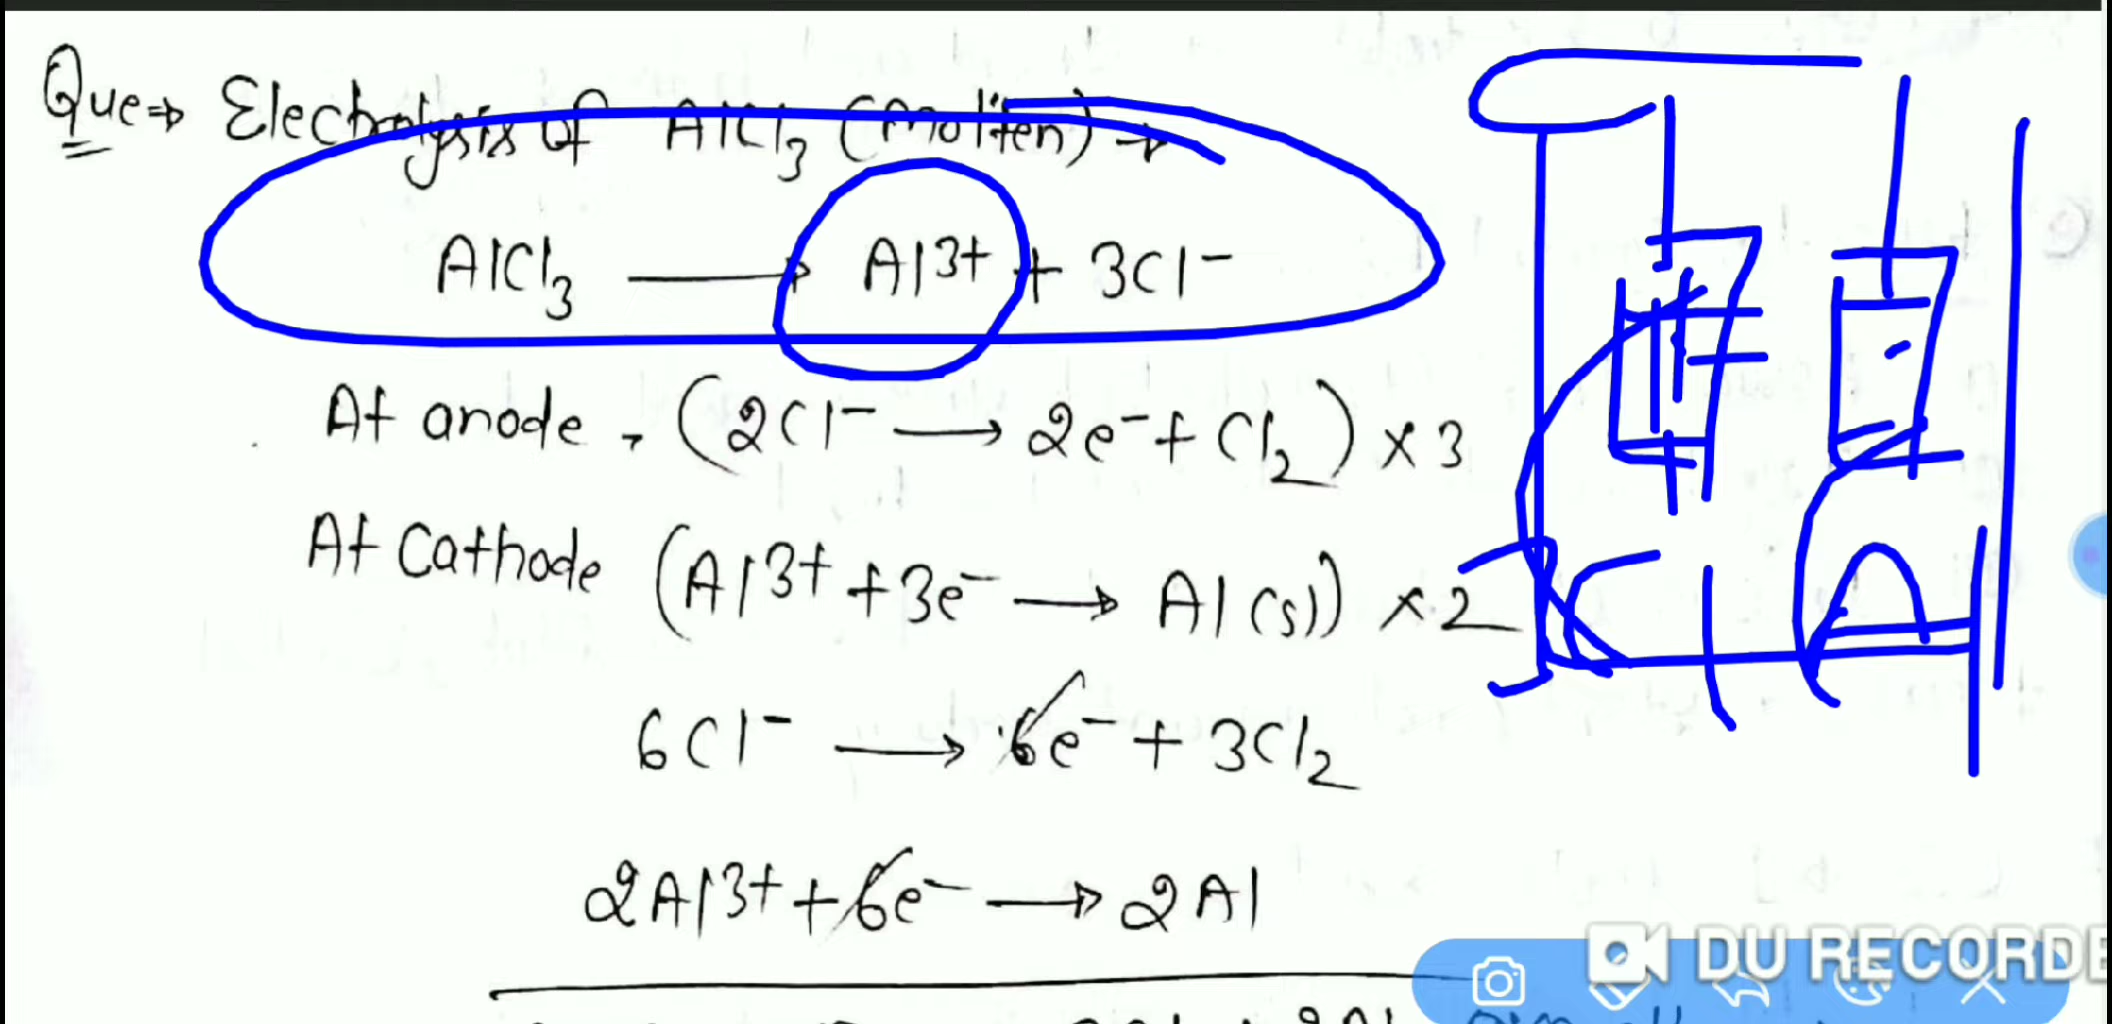 Que⇒ Electrolysis of AlCl₃ (Molten) →
AlCl₃ → Al3+ + 3Cl⁻
At anode, (2Cl⁻ → 2e⁻ + Cl₂) × 3
At Cathode (Al3+ + 3e⁻ → Al(s)) × 2
6Cl⁻ → 6e⁻ + 3Cl₂
2Al3+ + 6e⁻ → 2Al
DU RECORDE